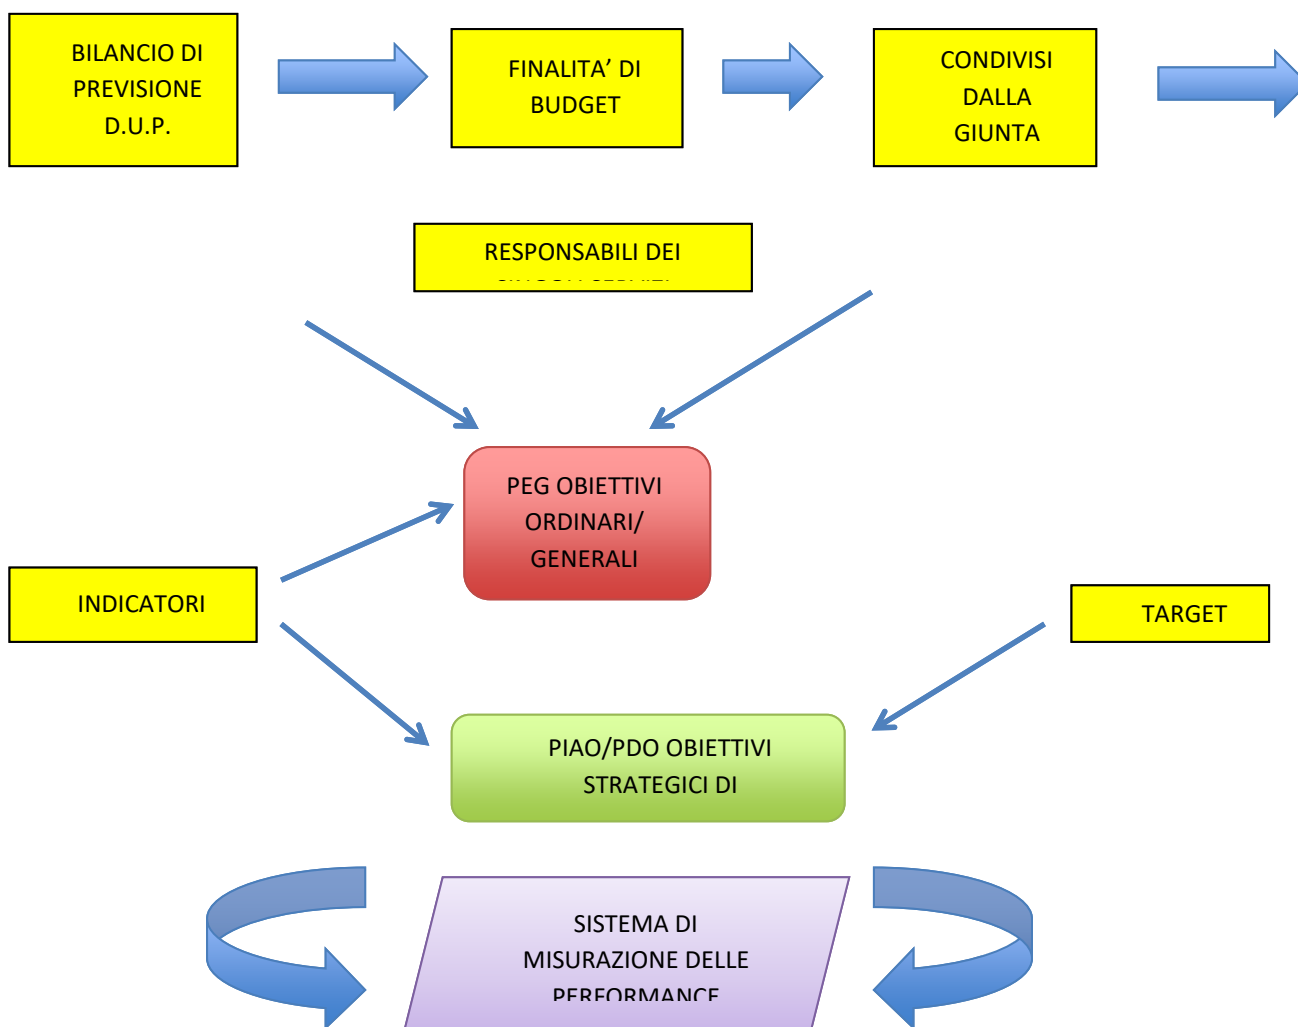 BILANCIO DI
PREVISIONE
D.U.P.
FINALITA’ DI
BUDGET
CONDIVISI
DALLA
GIUNTA
RESPONSABILI DEI
PEG OBIETTIVI
ORDINARI/
GENERALI
INDICATORI
TARGET
PIAO/PDO OBIETTIVI
STRATEGICI DI
SISTEMA DI
MISURAZIONE DELLE
PERFORMANCE